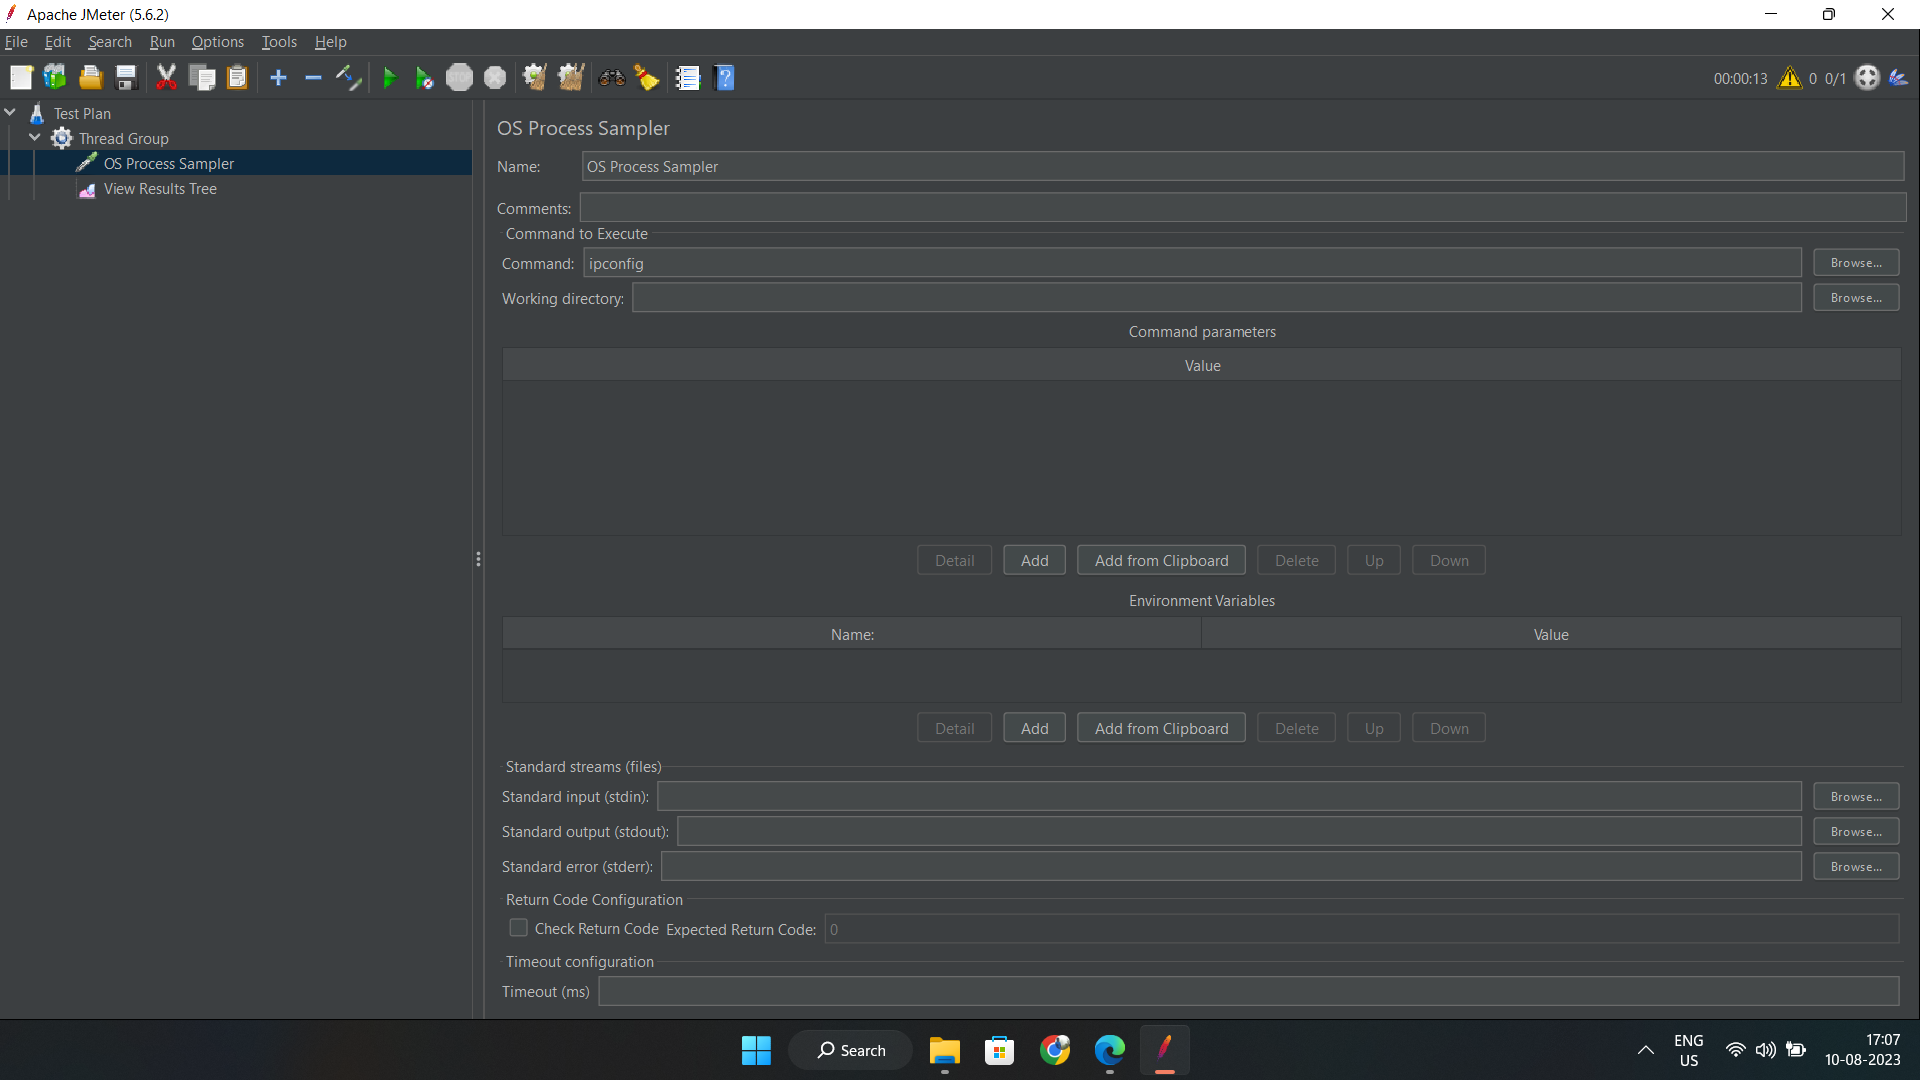 Apache JMeter (5.6.2)
File Edit Search Run Options Tools Help
STOP
00:00:13 0 0/1
Test Plan
Thread Group
OS Process Sampler
View Results Tree
OS Process Sampler
Name: OS Process Sampler
Comments:
Command to Execute
Command: ipconfig Browse...
Working directory: Browse...
Command parameters
Value
Detail Add Add from Clipboard Delete Up Down
Environment Variables
Name: Value
Detail Add Add from Clipboard Delete Up Down
Standard streams (files)
Standard input (stdin): Browse...
Standard output (stdout): Browse...
Standard error (stderr): Browse...
Return Code Configuration
Check Return Code Expected Return Code: 0
Timeout configuration
Timeout (ms)
Search
ENG
US
17:07
10-08-2023